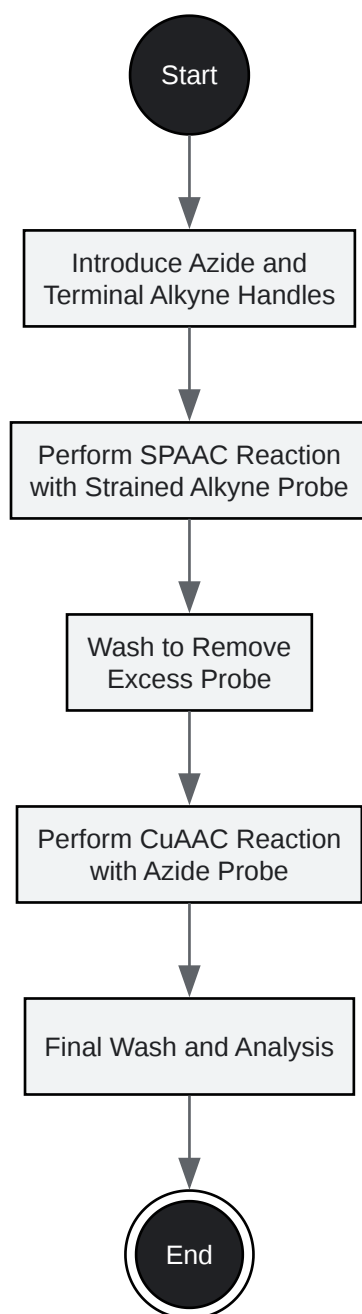 Start
Introduce Azide and
Terminal Alkyne Handles
Perform SPAAC Reaction
with Strained Alkyne Probe
Wash to Remove
Excess Probe
Perform CuAAC Reaction
with Azide Probe
Final Wash and Analysis
End